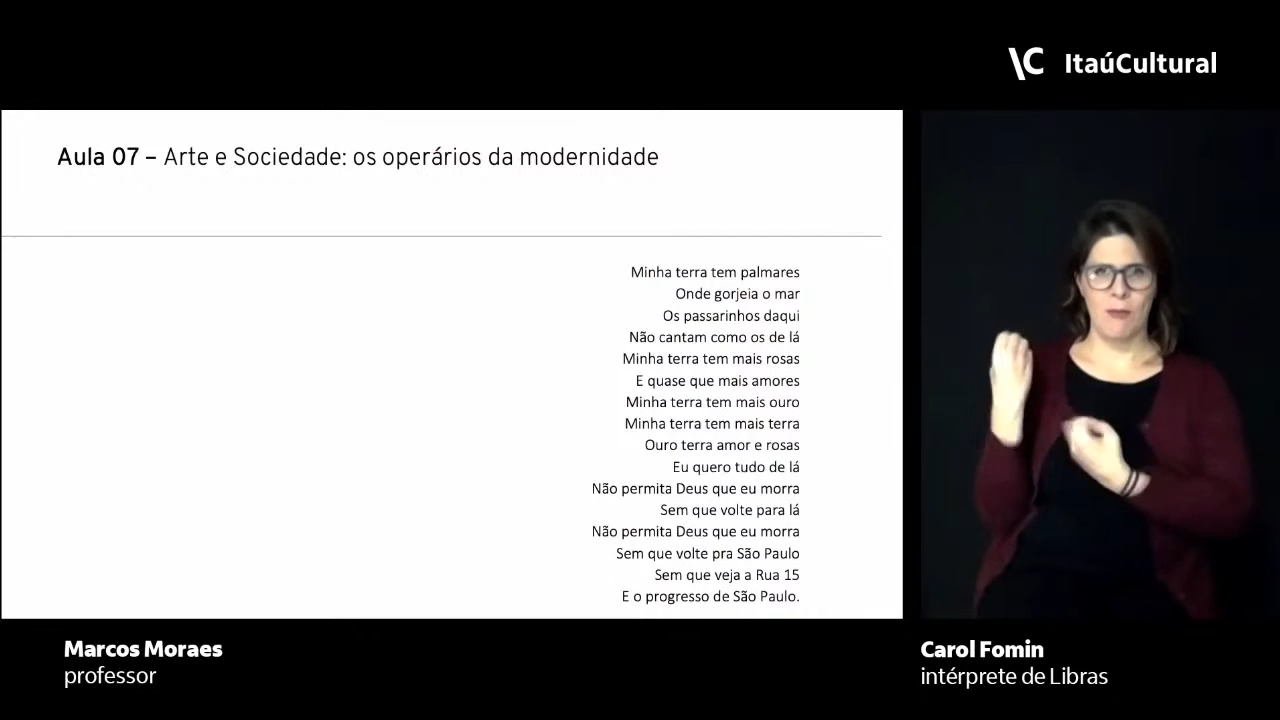 \C ItaúCultural
Aula 07 – Arte e Sociedade: os operários da modernidade
Minha terra tem palmares
Onde gorjeia o mar
Os passarinhos daqui
Não cantam como os de lá
Minha terra tem mais rosas
E quase que mais amores
Minha terra tem mais ouro
Minha terra tem mais terra
Ouro terra amor e rosas
Eu quero tudo de lá
Não permita Deus que eu morra
Sem que volte para lá
Não permita Deus que eu morra
Sem que volte pra São Paulo
Sem que veja a Rua 15
E o progresso de São Paulo.
Marcos Moraes
professor
Carol Fomin
intérprete de Libras